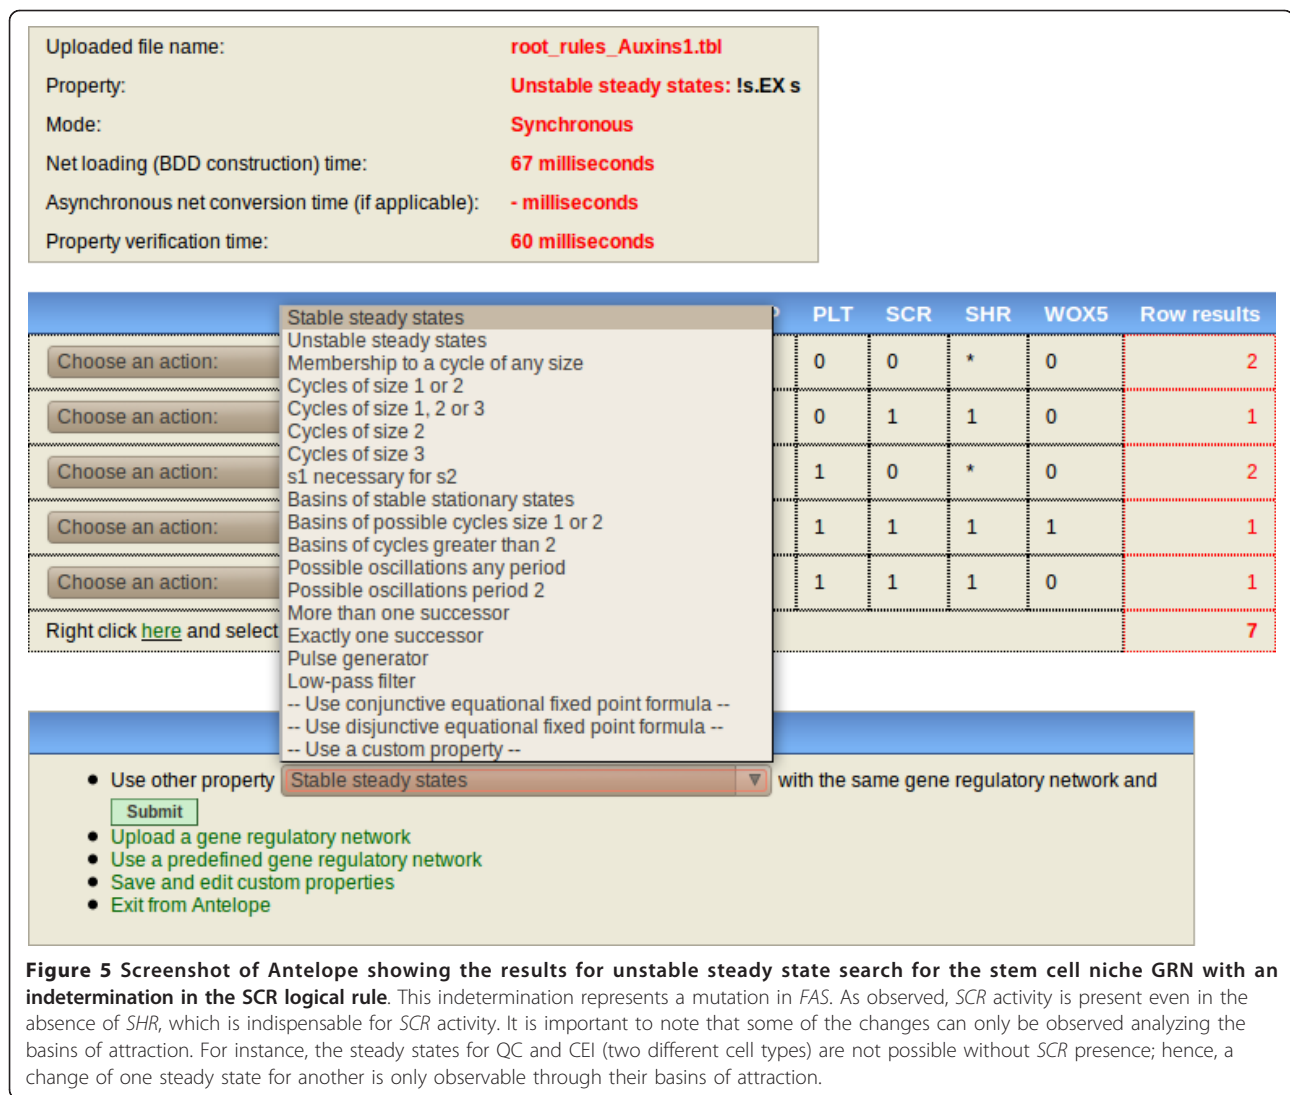 Uploaded file name: root_rules_Auxins1.tbl
Property: Unstable steady states: !s.EX s
Mode: Synchronous
Net loading (BDD construction) time: 67 milliseconds
Asynchronous net conversion time (if applicable): - milliseconds
Property verification time: 60 milliseconds
PLT SCR SHR WOX5 Row results
Choose an action: 0 0 * 0 2
Choose an action: 0 1 1 0 1
Choose an action: 1 0 * 0 2
Choose an action: 1 1 1 1 1
Choose an action: 1 1 1 0 1
Right click here and select 7
Stable steady states
Unstable steady states
Membership to a cycle of any size
Cycles of size 1 or 2
Cycles of size 1, 2 or 3
Cycles of size 2
Cycles of size 3
s1 necessary for s2
Basins of stable stationary states
Basins of possible cycles size 1 or 2
Basins of cycles greater than 2
Possible oscillations any period
Possible oscillations period 2
More than one successor
Exactly one successor
Pulse generator
Low-pass filter
-- Use conjunctive equational fixed point formula --
-- Use disjunctive equational fixed point formula --
-- Use a custom property --
• Use other property Stable steady states with the same gene regulatory network and
Submit
• Upload a gene regulatory network
• Use a predefined gene regulatory network
• Save and edit custom properties
• Exit from Antelope
Figure 5 Screenshot of Antelope showing the results for unstable steady state search for the stem cell niche GRN with an
indetermination in the SCR logical rule. This indetermination represents a mutation in FAS. As observed, SCR activity is present even in the
absence of SHR, which is indispensable for SCR activity. It is important to note that some of the changes can only be observed analyzing the
basins of attraction. For instance, the steady states for QC and CEI (two different cell types) are not possible without SCR presence; hence, a
change of one steady state for another is only observable through their basins of attraction.